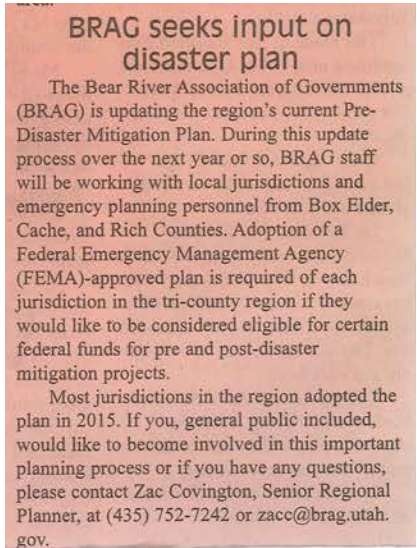 BRAG seeks input on
disaster plan
The Bear River Association of Governments
(BRAG) is updating the region's current Pre-
Disaster Mitigation Plan. During this update
process over the next year or so, BRAG staff
will be working with local jurisdictions and
emergency planning personnel from Box Elder,
Cache, and Rich Counties. Adoption of a
Federal Emergency Management Agency
(FEMA)-approved plan is required of each
jurisdiction in the tri-county region if they
would like to be considered eligible for certain
federal funds for pre and post-disaster
mitigation projects.
Most jurisdictions in the region adopted the
plan in 2015. If you, general public included,
would like to become involved in this important
planning process or if you have any questions,
please contact Zac Covington, Senior Regional
Planner, at (435) 752-7242 or zacc@brag.utah.
gov.